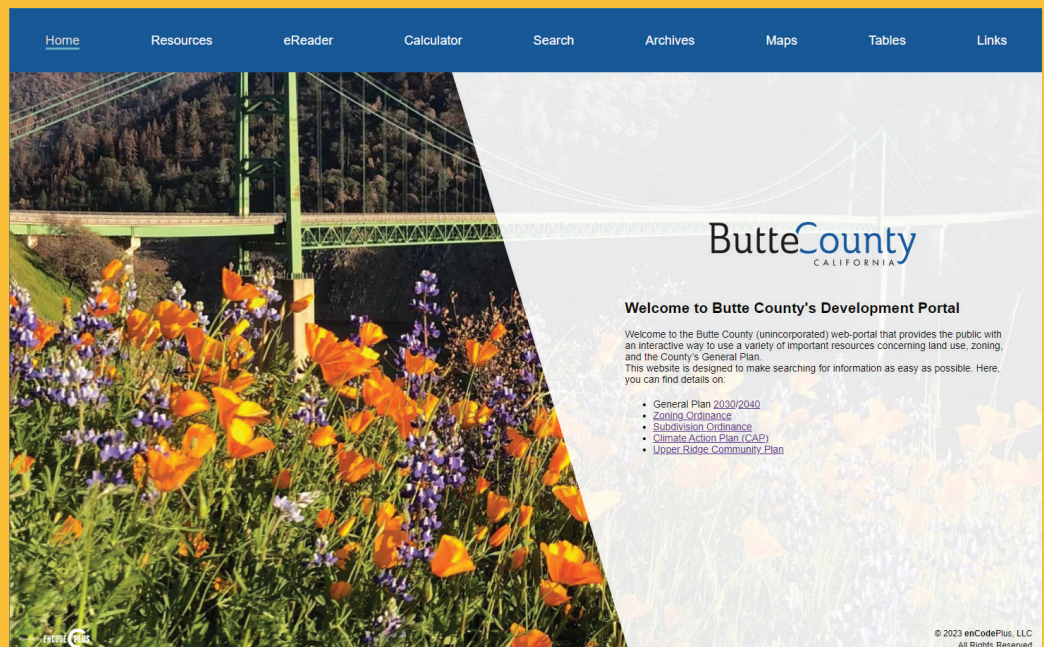 Home Resources eReader Calculator Search Archives Maps Tables Links
ButteCounty
CALIFORNIA
Welcome to Butte County's Development Portal
Welcome to the Butte County (unincorporated) web-portal that provides the public with
an interactive way to use a variety of important resources concerning land use, zoning,
and the County's General Plan.
This website is designed to make searching for information as easy as possible. Here,
you can find details on:
• General Plan 2030/2040
• Zoning Ordinance
• Subdivision Ordinance
• Climate Action Plan (CAP)
• Upper Ridge Community Plan
ENCODE PLUS
© 2023 enCodePlus, LLC
All Rights Reserved